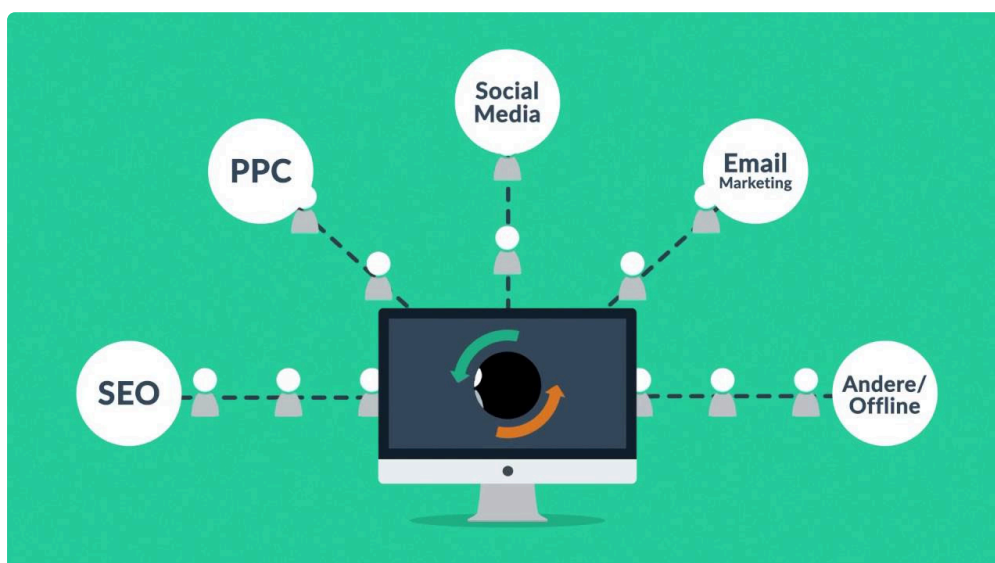 Social
Media
PPC
Email
Marketing
SEO
Andere/
Offline